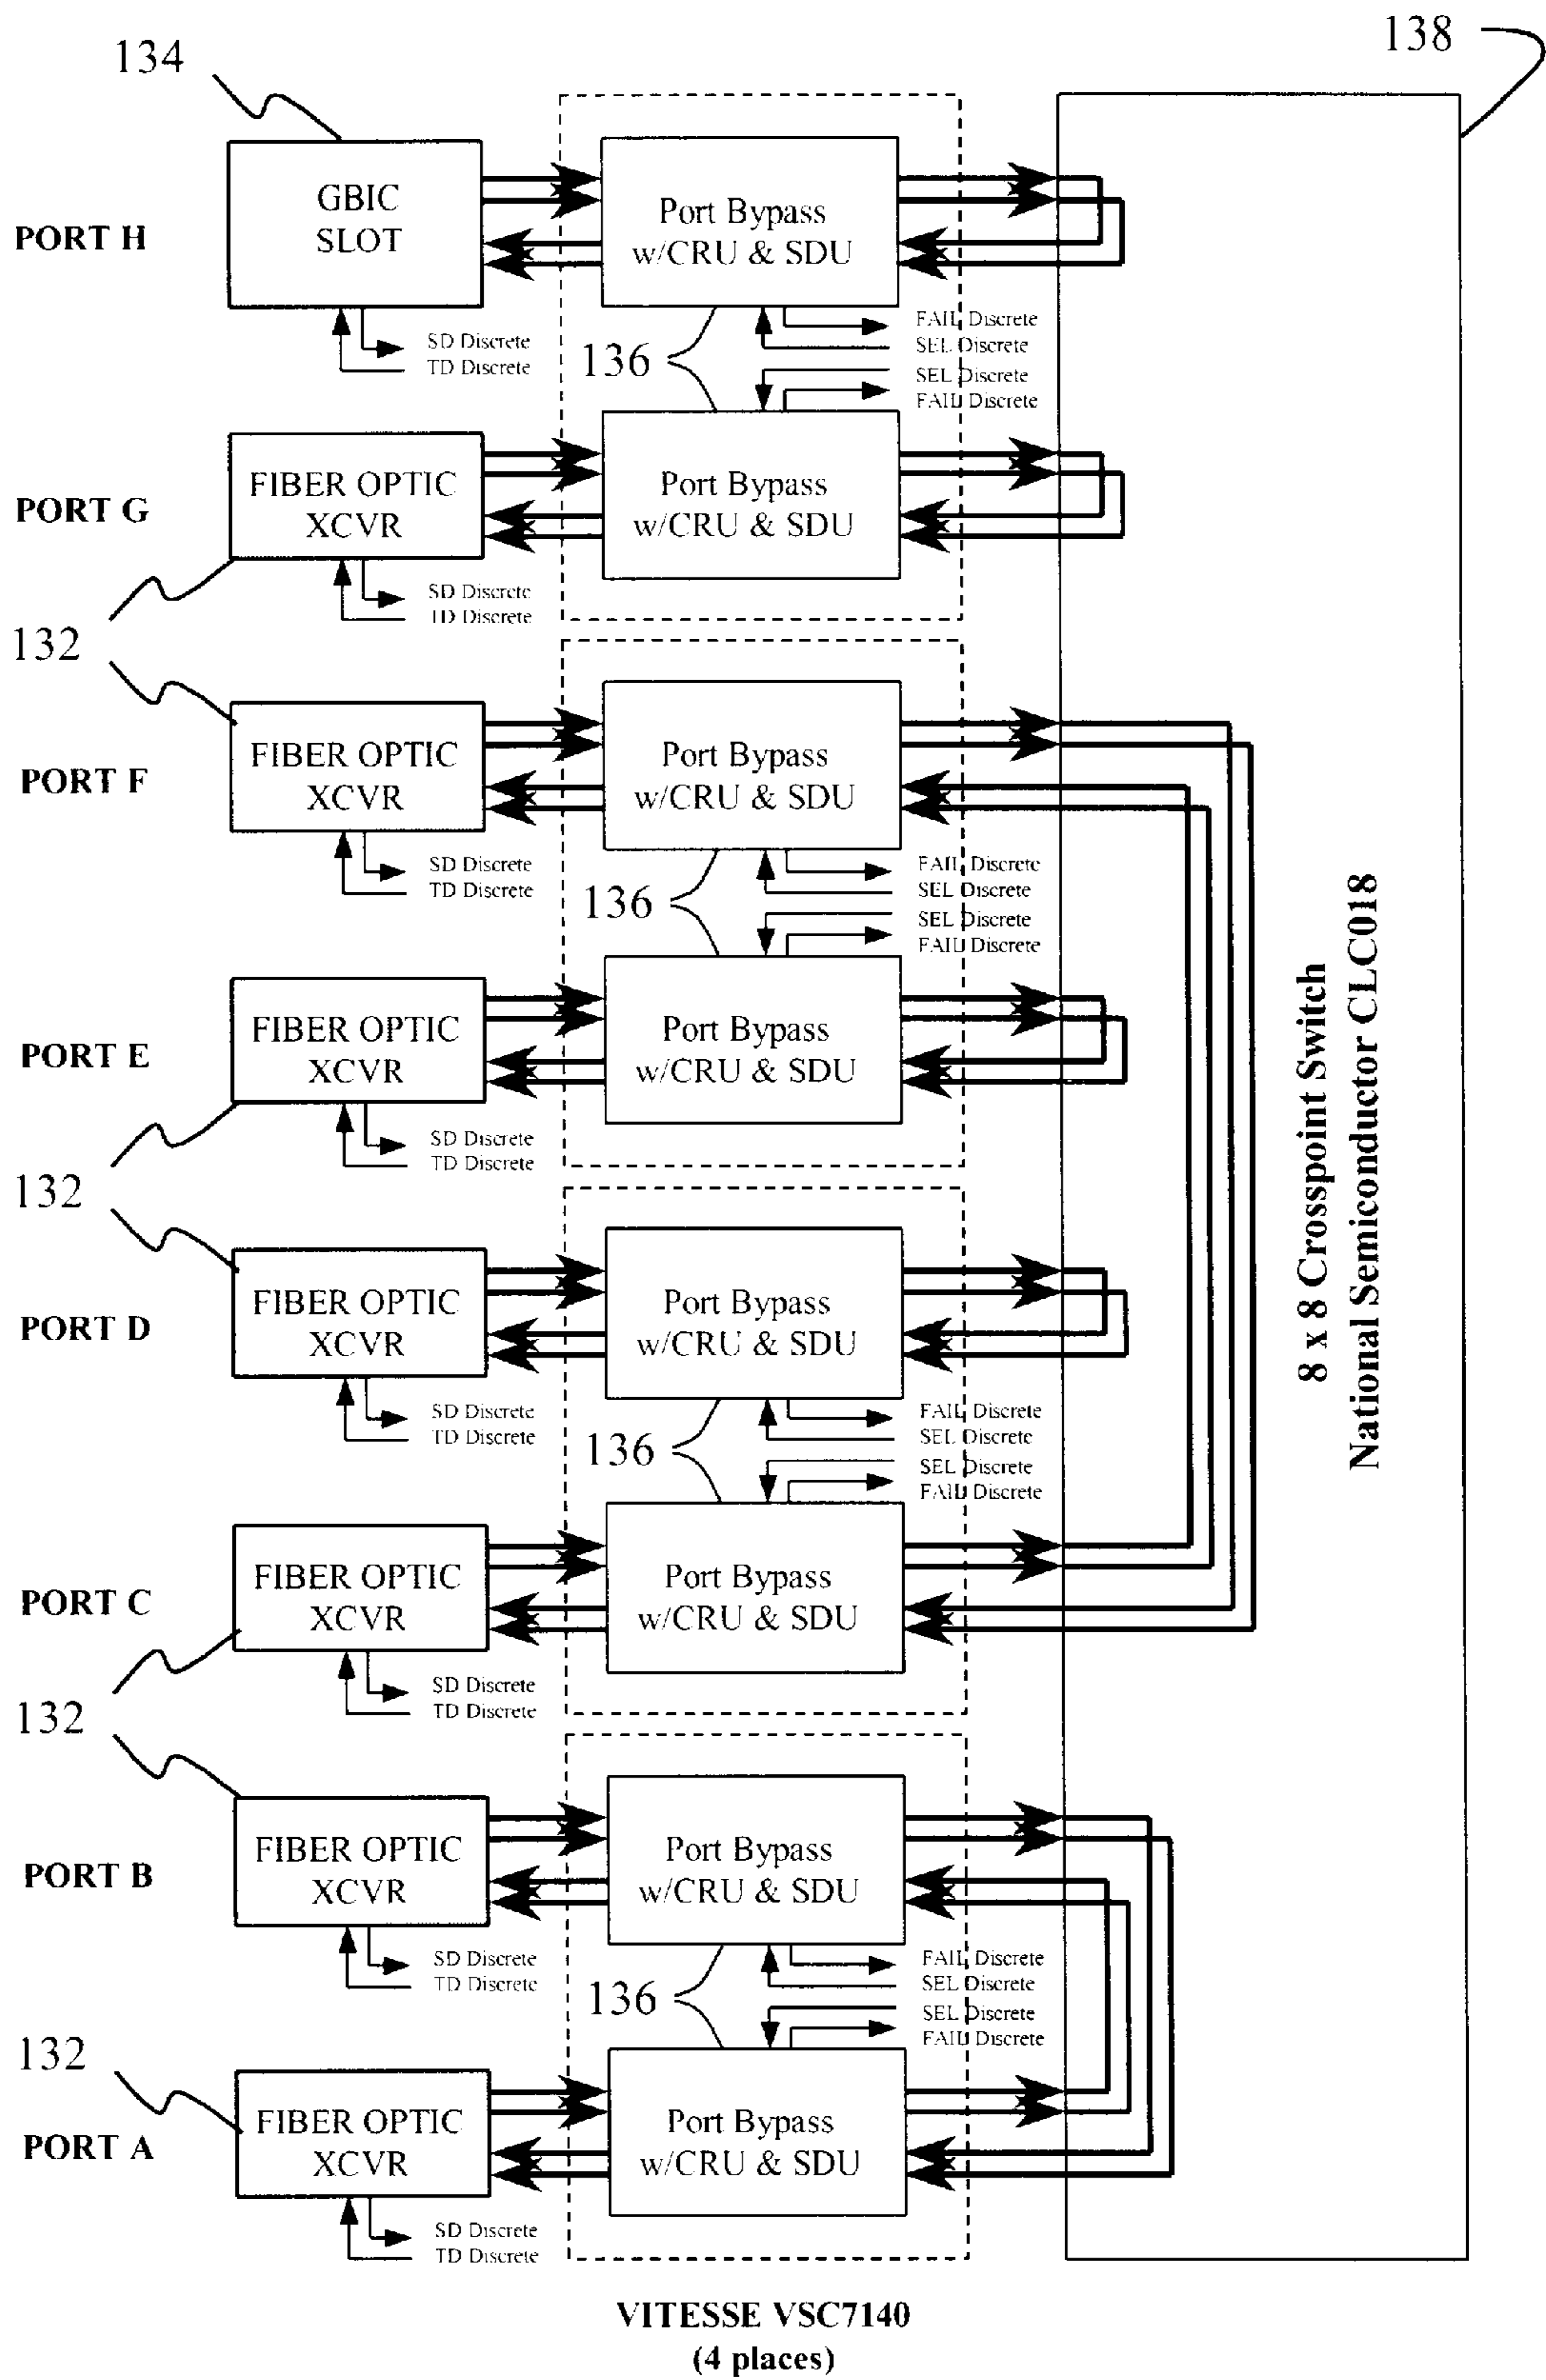 134
138
PORT H
GBIC
SLOT
Port Bypass
w/CRU & SDU
SD Discrete
TD Discrete
FAIL Discrete
SEL Discrete
136
SEL Discrete
FAIL Discrete
PORT G
FIBER OPTIC
XCVR
Port Bypass
w/CRU & SDU
SD Discrete
TD Discrete
132
PORT F
FIBER OPTIC
XCVR
Port Bypass
w/CRU & SDU
SD Discrete
TD Discrete
FAIL Discrete
SEL Discrete
136
SEL Discrete
FAIL Discrete
PORT E
FIBER OPTIC
XCVR
Port Bypass
w/CRU & SDU
SD Discrete
TD Discrete
132
8 x 8 Crosspoint Switch
National Semiconductor CLC018
PORT D
FIBER OPTIC
XCVR
Port Bypass
w/CRU & SDU
SD Discrete
TD Discrete
FAIL Discrete
SEL Discrete
136
SEL Discrete
FAIL Discrete
PORT C
FIBER OPTIC
XCVR
Port Bypass
w/CRU & SDU
SD Discrete
TD Discrete
132
PORT B
FIBER OPTIC
XCVR
Port Bypass
w/CRU & SDU
SD Discrete
TD Discrete
FAIL Discrete
SEL Discrete
136
SEL Discrete
FAIL Discrete
132
PORT A
FIBER OPTIC
XCVR
Port Bypass
w/CRU & SDU
SD Discrete
TD Discrete
VITESSE VSC7140
(4 places)